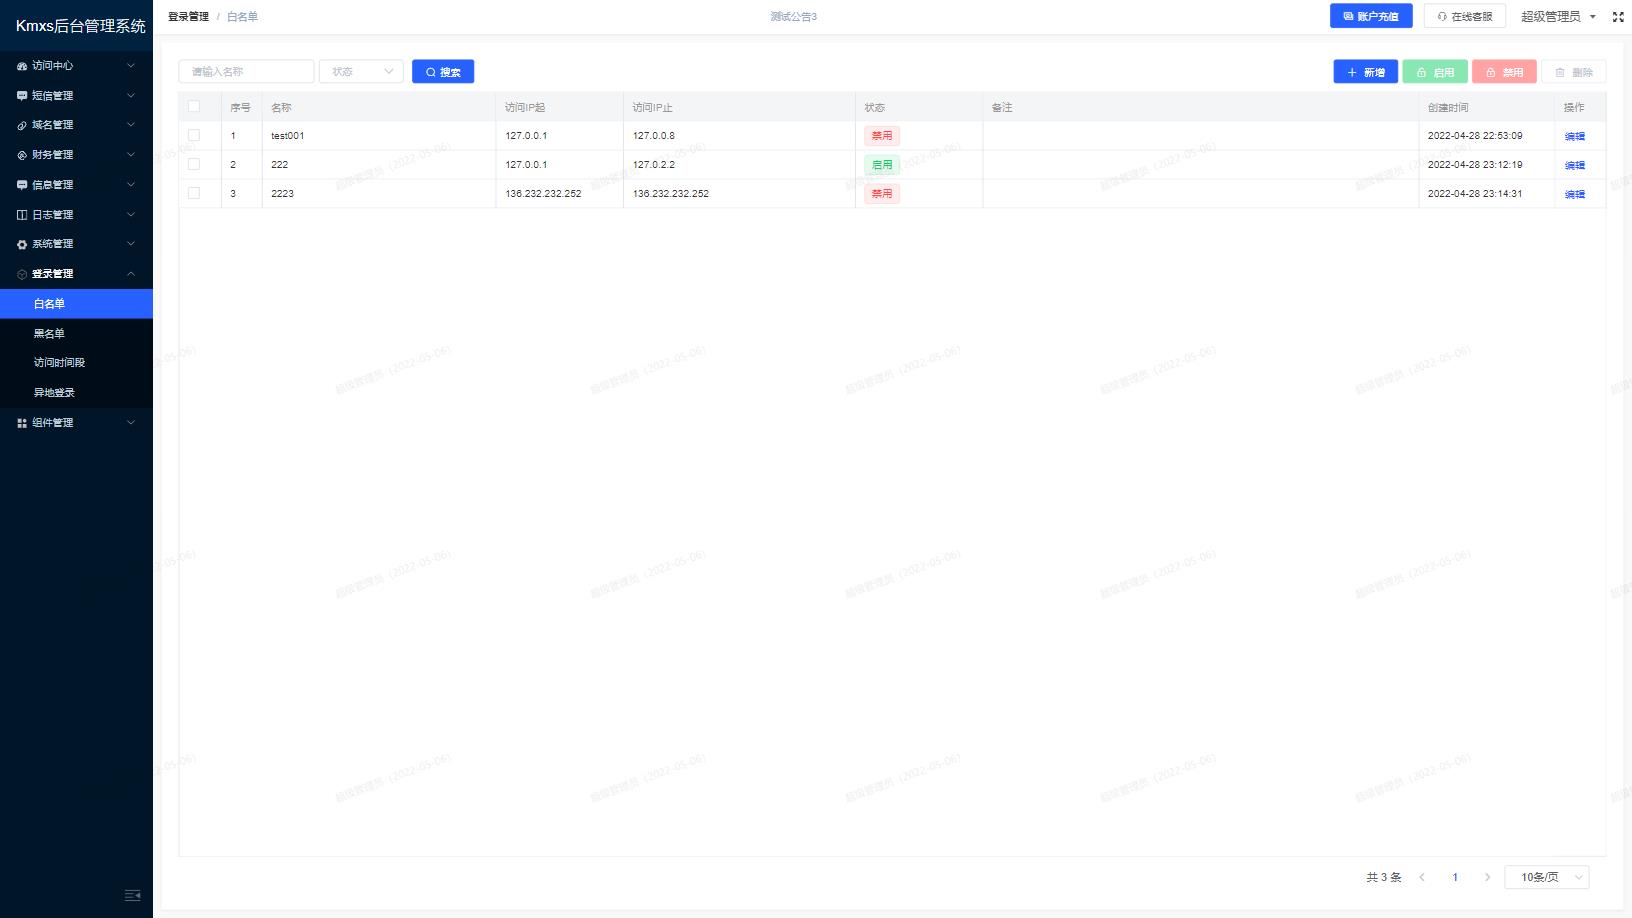 Kmxs后台管理系统
访问中心
短信管理
域名管理
财务管理
信息管理
日志管理
系统管理
登录管理
白名单
黑名单
访问时间段
异地登录
组件管理
登录管理 / 白名单
测试公告3
账户充值
在线客服
超级管理员
请输入名称
状态
搜索
新增
启用
禁用
删除
序号 名称 访问IP起 访问IP止 状态 备注 创建时间 操作
1 test001 127.0.0.1 127.0.0.8 禁用 2022-04-28 22:53:09 编辑
2 222 127.0.0.1 127.0.2.2 启用 2022-04-28 23:12:19 编辑
3 2223 136.232.232.252 136.232.232.252 禁用 2022-04-28 23:14:31 编辑
超级管理员 (2022-05-06)
共 3 条
1
10条/页